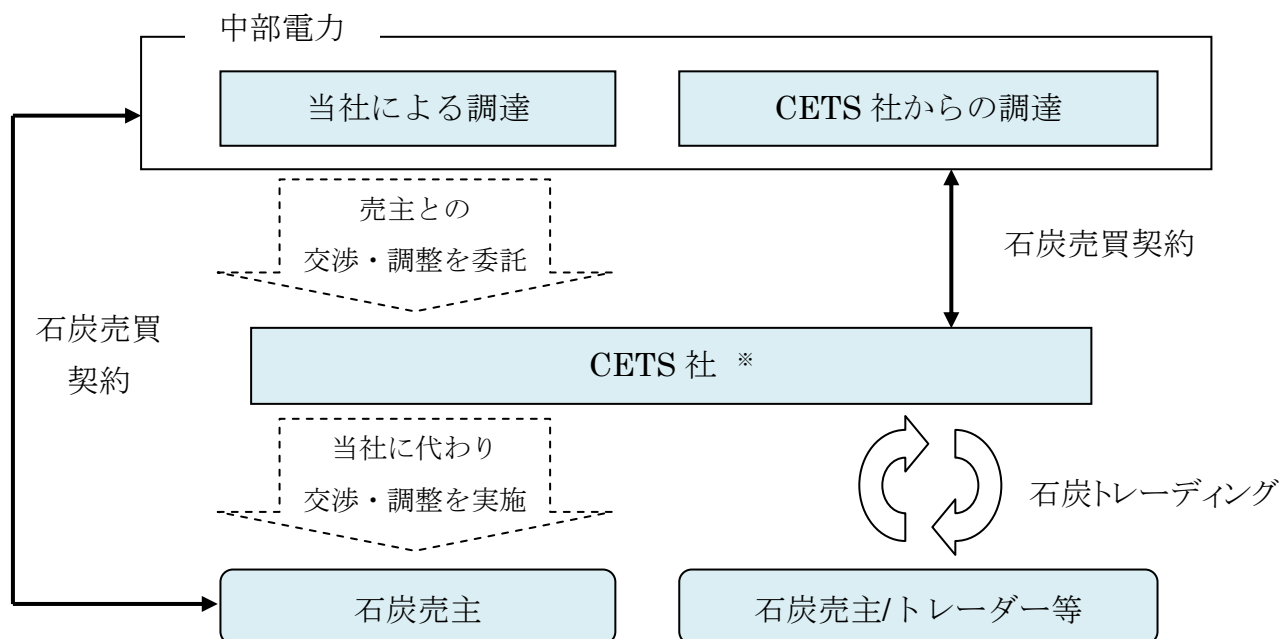 中部電力
当社による調達
CETS 社からの調達
売主との
交渉・調整を委託
石炭売買契約
石炭売買
契約
CETS 社 ※
当社に代わり
交渉・調整を実施
石炭トレーディング
石炭売主
石炭売主/トレーダー等